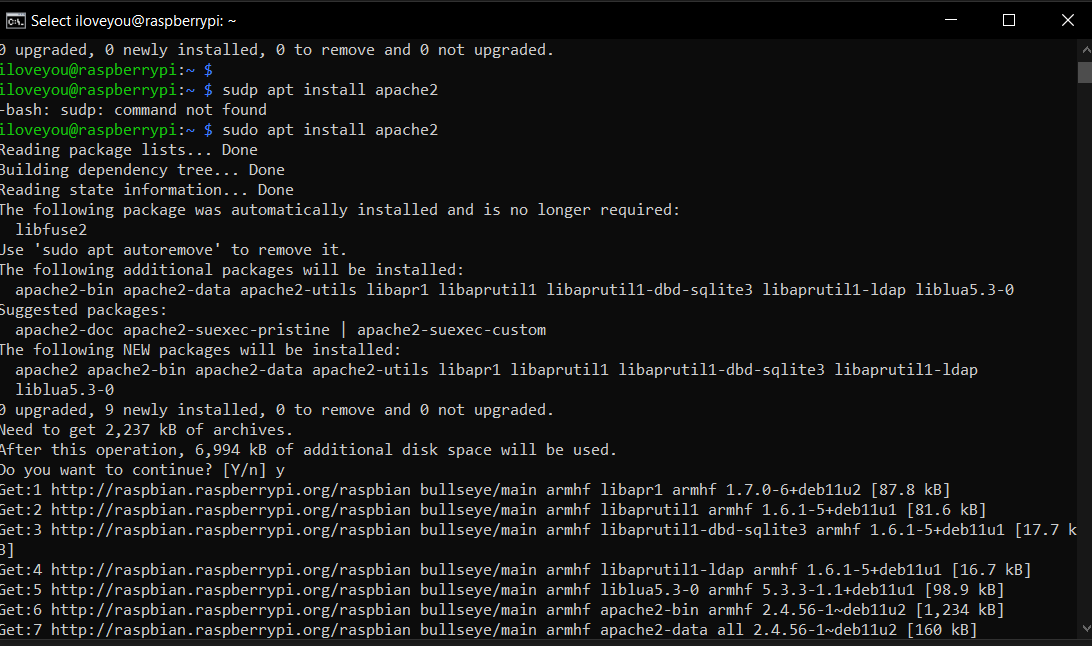 Select iloveyou@raspberrypi: ~
0 upgraded, 0 newly installed, 0 to remove and 0 not upgraded.
iloveyou@raspberrypi:~ $
iloveyou@raspberrypi:~ $ sudp apt install apache2
-bash: sudp: command not found
iloveyou@raspberrypi:~ $ sudo apt install apache2
Reading package lists... Done
Building dependency tree... Done
Reading state information... Done
The following package was automatically installed and is no longer required:
libfuse2
Use 'sudo apt autoremove' to remove it.
The following additional packages will be installed:
apache2-bin apache2-data apache2-utils libapr1 libaprutil1 libaprutil1-dbd-sqlite3 libaprutil1-ldap liblua5.3-0
Suggested packages:
apache2-doc apache2-suexec-pristine | apache2-suexec-custom
The following NEW packages will be installed:
apache2 apache2-bin apache2-data apache2-utils libapr1 libaprutil1 libaprutil1-dbd-sqlite3 libaprutil1-ldap
liblua5.3-0
0 upgraded, 9 newly installed, 0 to remove and 0 not upgraded.
Need to get 2,237 kB of archives.
After this operation, 6,994 kB of additional disk space will be used.
Do you want to continue? [Y/n] y
Get:1 http://raspbian.raspberrypi.org/raspbian bullseye/main armhf libapr1 armhf 1.7.0-6+deb11u2 [87.8 kB]
Get:2 http://raspbian.raspberrypi.org/raspbian bullseye/main armhf libaprutil1 armhf 1.6.1-5+deb11u1 [81.6 kB]
Get:3 http://raspbian.raspberrypi.org/raspbian bullseye/main armhf libaprutil1-dbd-sqlite3 armhf 1.6.1-5+deb11u1 [17.7 k
B]
Get:4 http://raspbian.raspberrypi.org/raspbian bullseye/main armhf libaprutil1-ldap armhf 1.6.1-5+deb11u1 [16.7 kB]
Get:5 http://raspbian.raspberrypi.org/raspbian bullseye/main armhf liblua5.3-0 armhf 5.3.3-1.1+deb11u1 [98.9 kB]
Get:6 http://raspbian.raspberrypi.org/raspbian bullseye/main armhf apache2-bin armhf 2.4.56-1~deb11u2 [1,234 kB]
Get:7 http://raspbian.raspberrypi.org/raspbian bullseye/main armhf apache2-data all 2.4.56-1~deb11u2 [160 kB]